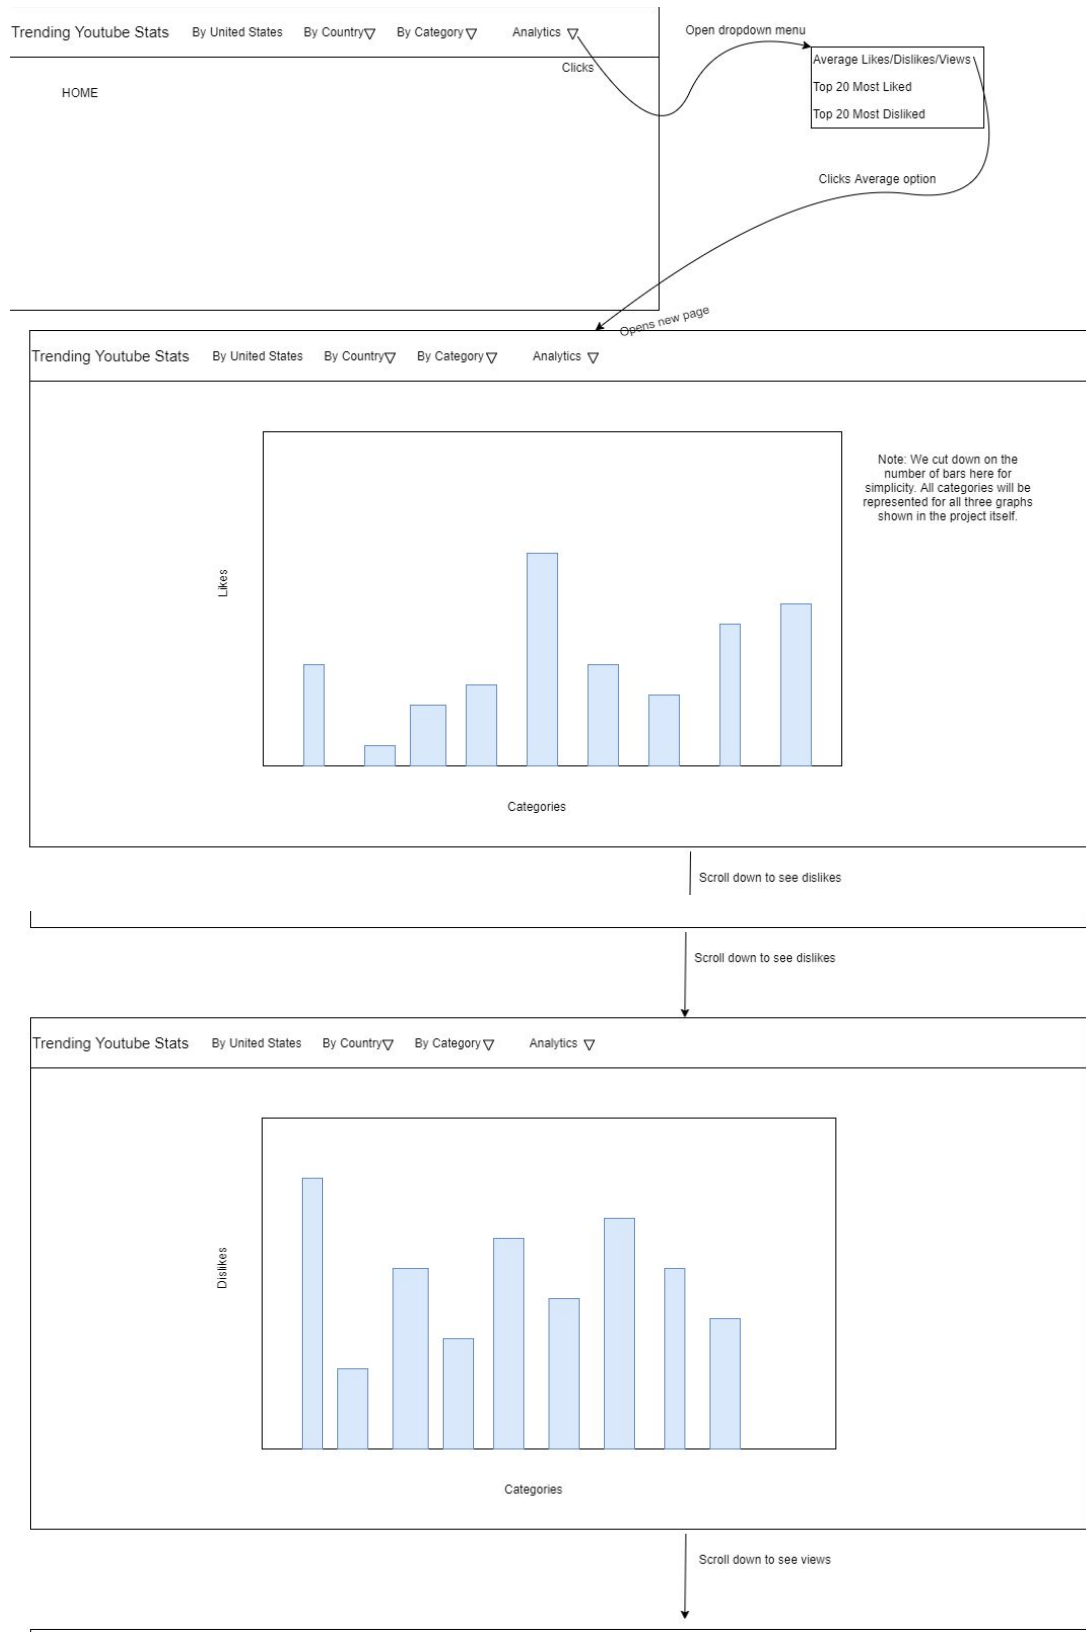 Trending Youtube Stats By United States By Country By Category Analytics
Open dropdown menu
Clicks
Average Likes/Dislikes/Views
Top 20 Most Liked
Top 20 Most Disliked
HOME
Clicks Average option
Opens new page
Trending Youtube Stats By United States By Country By Category Analytics
Note: We cut down on the
number of bars here for
simplicity. All categories will be
represented for all three graphs
shown in the project itself.
Likes
Categories
Scroll down to see dislikes
Scroll down to see dislikes
Trending Youtube Stats By United States By Country By Category Analytics
Dislikes
Categories
Scroll down to see views